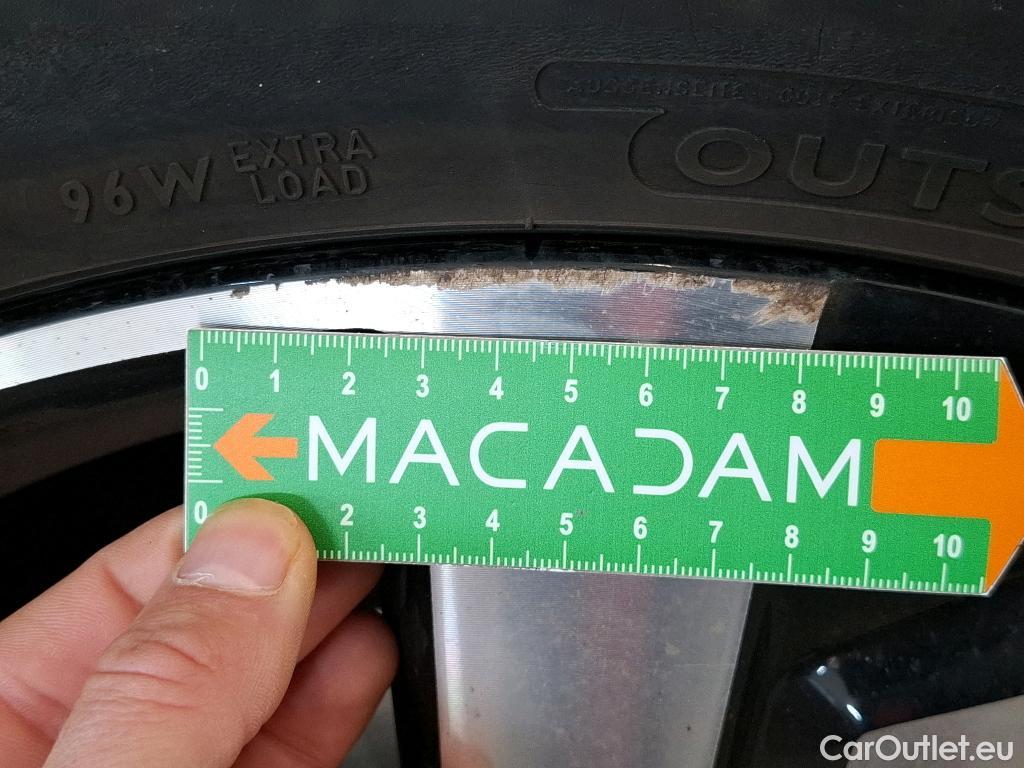 AUSSENSEITE
OUTS
96W EXTRA
LOAD
0 1 2 3 4 5 6 7 8 9 10
MACADAM
0 2 3 4 5 6 7 8 9 10
CarOutlet.eu